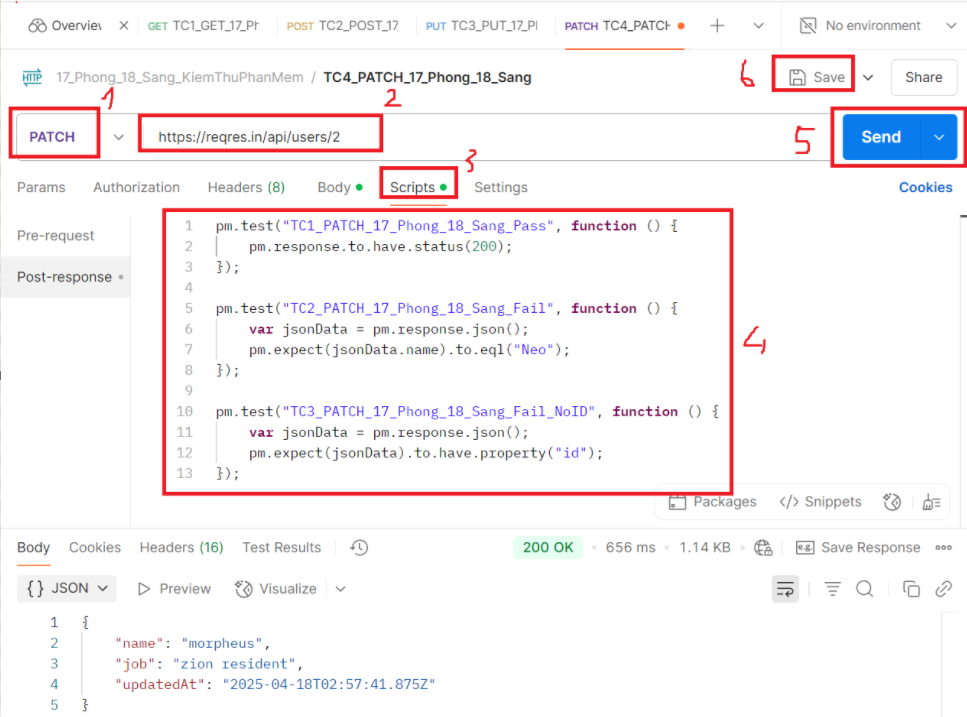 Overview GET TC1_GET_17_Ph POST TC2_POST_17_ PUT TC3_PUT_17_Pl PATCH TC4_PATCH No environment
HTTP 17_Phong_18_Sang_KiemThuPhanMem / TC4_PATCH_17_Phong_18_Sang 6 Save Share
1 2
PATCH https://reqres.in/api/users/2 5 Send
3
Params Authorization Headers (8) Body Scripts Settings Cookies
Pre-request
Post-response
1 pm.test("TC1_PATCH_17_Phong_18_Sang_Pass", function () {
2 pm.response.to.have.status(200);
3 });
4
5 pm.test("TC2_PATCH_17_Phong_18_Sang_Fail", function () {
6 var jsonData = pm.response.json();
7 pm.expect(jsonData.name).to.eql("Neo");
8 });
9
10 pm.test("TC3_PATCH_17_Phong_18_Sang_Fail_NoID", function () {
11 var jsonData = pm.response.json();
12 pm.expect(jsonData).to.have.property("id");
13 });
4
Packages </> Snippets
Body Cookies Headers (16) Test Results 200 OK 656 ms 1.14 KB e.g. Save Response
{} JSON Preview Visualize
1 {
2 "name": "morpheus",
3 "job": "zion resident",
4 "updatedAt": "2025-04-18T02:57:41.875Z"
5 }